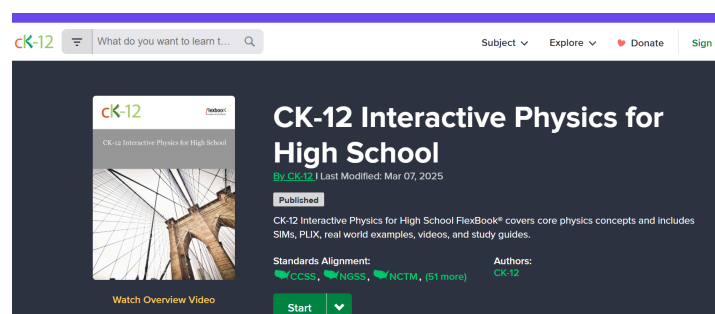 cK-12
What do you want to learn t...
Subject
Explore
Donate
Sign
cK-12
flexbook
CK-12 Interactive Physics for High School
CK-12 Interactive Physics for
High School
By CK-12 | Last Modified: Mar 07, 2025
Published
CK-12 Interactive Physics for High School FlexBook® covers core physics concepts and includes
SIMs, PLIX, real world examples, videos, and study guides.
Standards Alignment:
CCSS, NGSS, NCTM, (51 more)
Authors:
CK-12
Watch Overview Video
Start